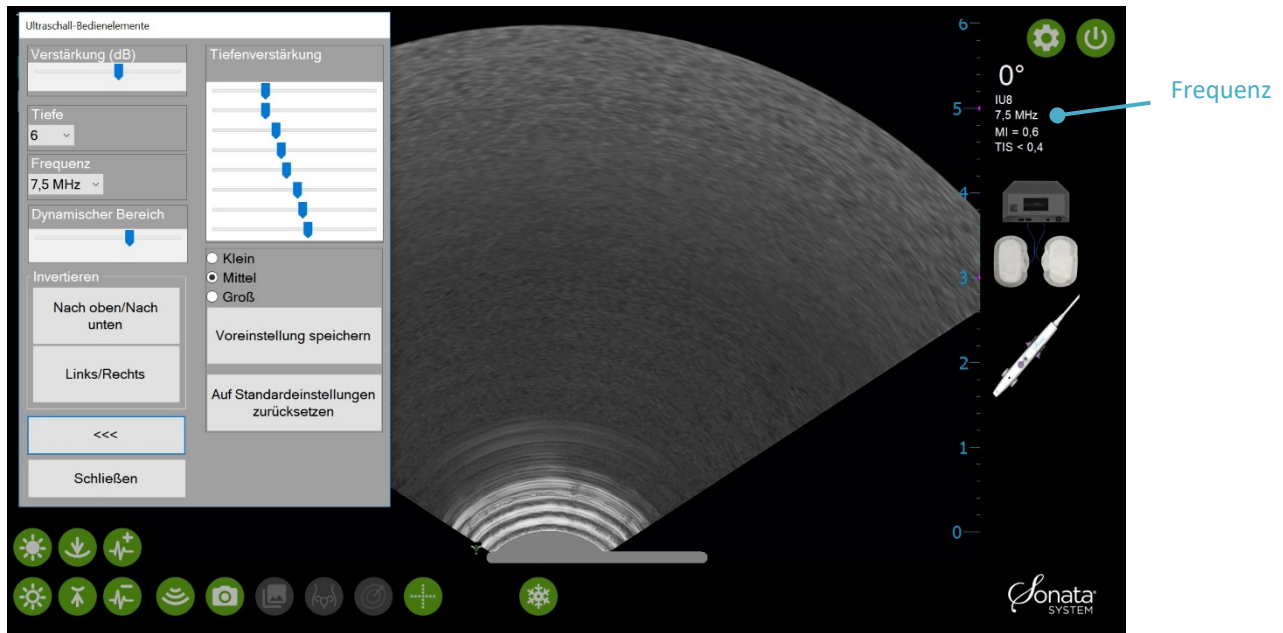 Ultraschall-Bedienelemente
Verstärkung (dB)
Tiefe
6
Frequenz
7,5 MHz
Dynamischer Bereich
Invertieren
Nach oben/Nach
unten
Links/Rechts
<<<
Schließen
Tiefenverstärkung
Klein
Mittel
Groß
Voreinstellung speichern
Auf Standardeinstellungen
zurücksetzen
6
5
4
3
2
1
0
0°
IU8
7,5 MHz
MI = 0,6
TIS < 0,4
Frequenz
Sonata
SYSTEM